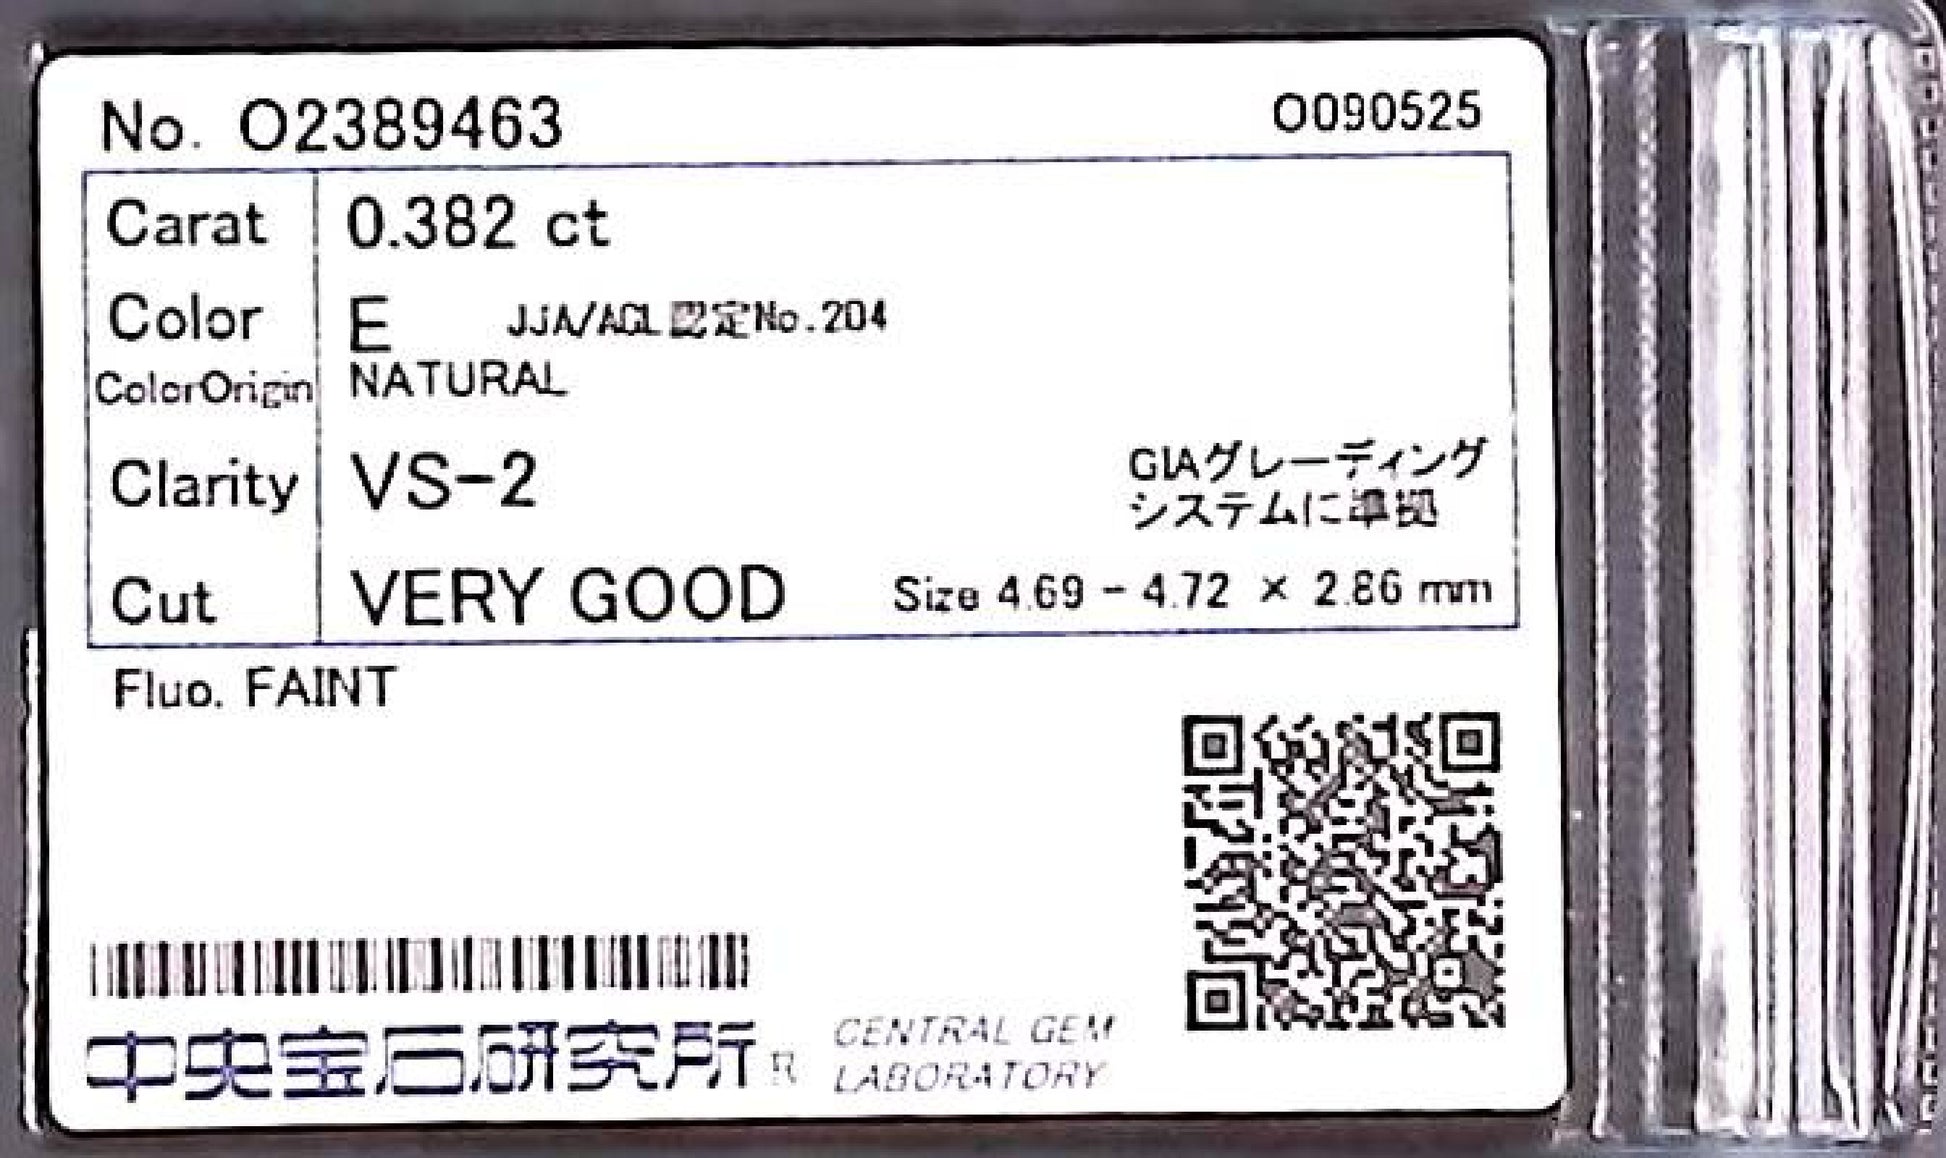 No. O2389463 O090525
Carat 0.382 ct
Color E JJA/AGL認定No.204
ColorOrigin NATURAL
Clarity VS-2
GIAグレーディング
システムに準拠
Cut VERY GOOD Size 4.69 - 4.72 × 2.86 mm
Fluo. FAINT
中央宝石研究所 R
CENTRAL GEM
LABORATORY